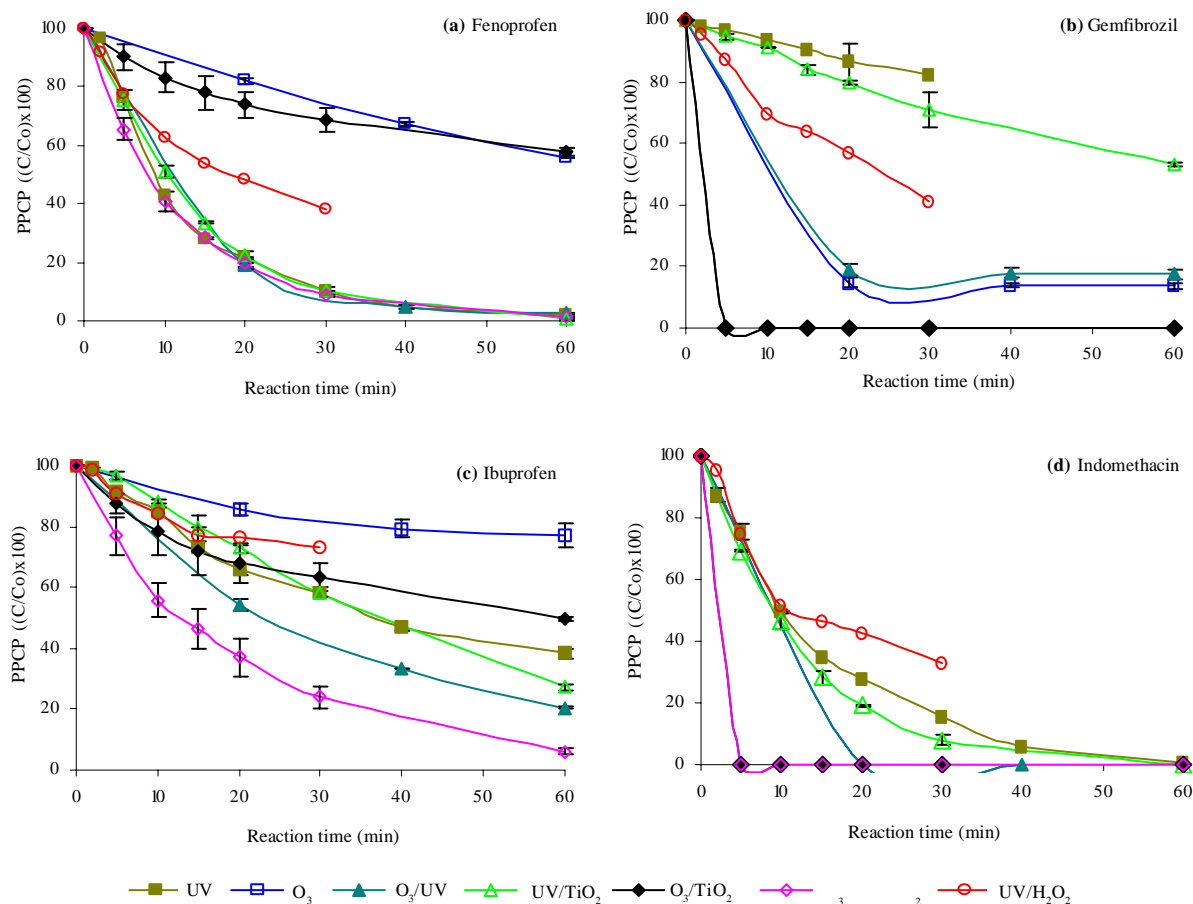 (a) Fenoprofen
PPCP ((C/Co)x100)
100
80
60
40
20
0
0 10 20 30 40 50 60
Reaction time (min)
(b) Gemfibrozil
PPCP ((C/Co)x100)
100
80
60
40
20
0
0 10 20 30 40 50 60
Reaction time (min)
(c) Ibuprofen
PPCP ((C/Co)x100)
100
80
60
40
20
0
0 10 20 30 40 50 60
Reaction time (min)
(d) Indomethacin
PPCP ((C/Co)x100)
100
80
60
40
20
0
0 10 20 30 40 50 60
Reaction time (min)
UV O₃ O₃/UV UV/TiO₂ O₃/TiO₂ ₃ ₂ UV/H₂O₂